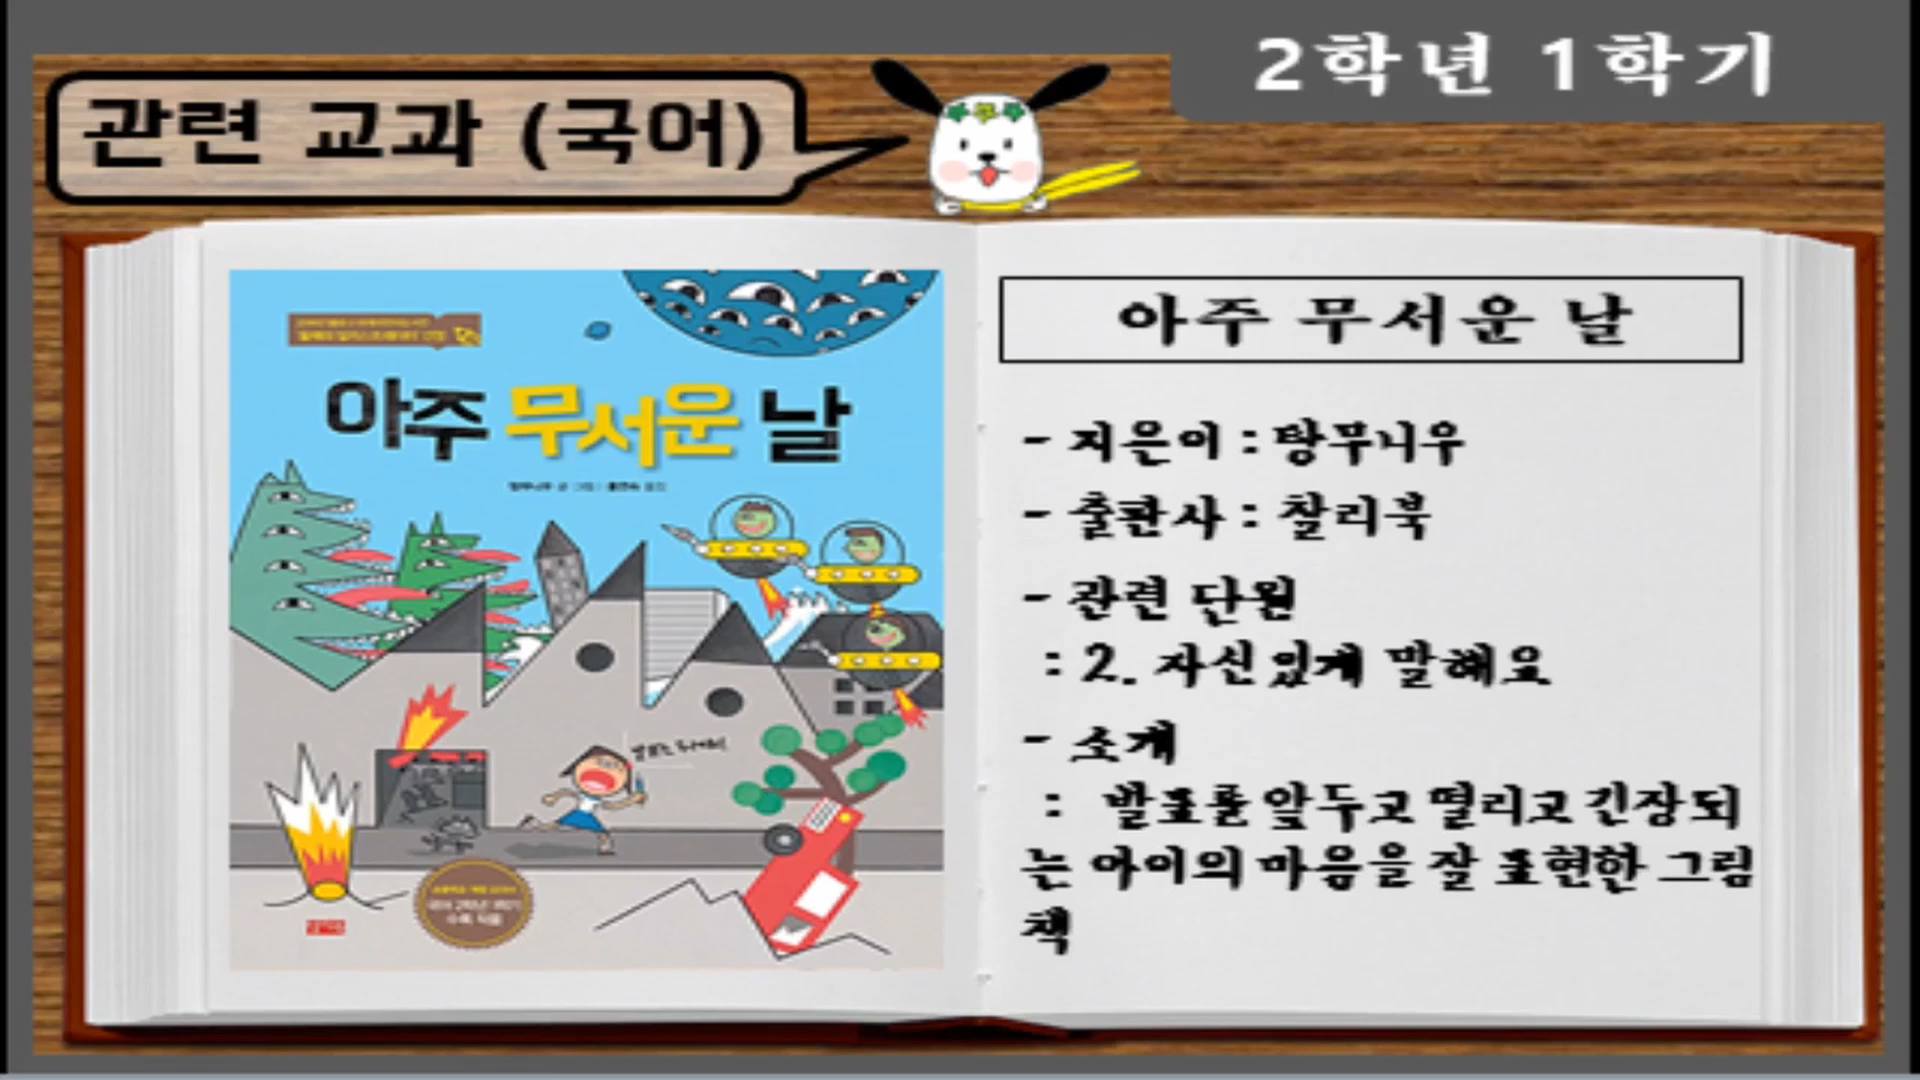 2학년 1학기
관련 교과 (국어)
아주 무서운 날
아주 무서운 날
- 지은이 : 탕무니우
- 출판사 : 찰리북
- 관련 단원
: 2. 자신있게 말해요
- 소개
: 발표를 앞두고 떨리고 긴장되
는 아이의 마음을 잘 표현한 그림
책